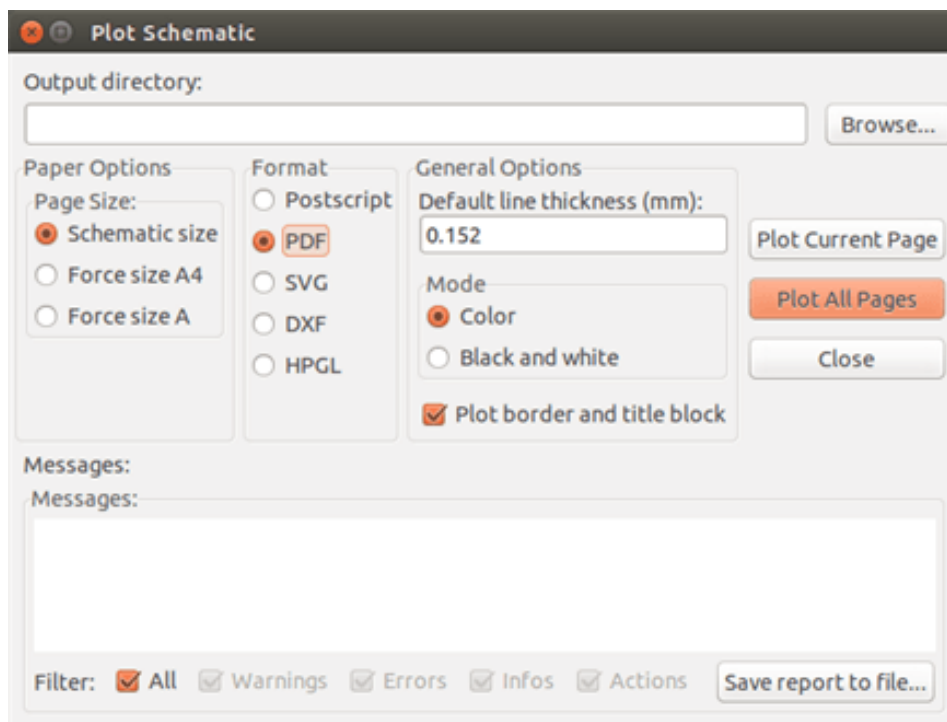 Plot Schematic
Output directory:
Browse...
Paper Options
Page Size:
Schematic size
Force size A4
Force size A
Format
Postscript
PDF
SVG
DXF
HPGL
General Options
Default line thickness (mm):
0.152
Mode
Color
Black and white
Plot border and title block
Plot Current Page
Plot All Pages
Close
Messages:
Messages:
Filter: All Warnings Errors Infos Actions Save report to file...